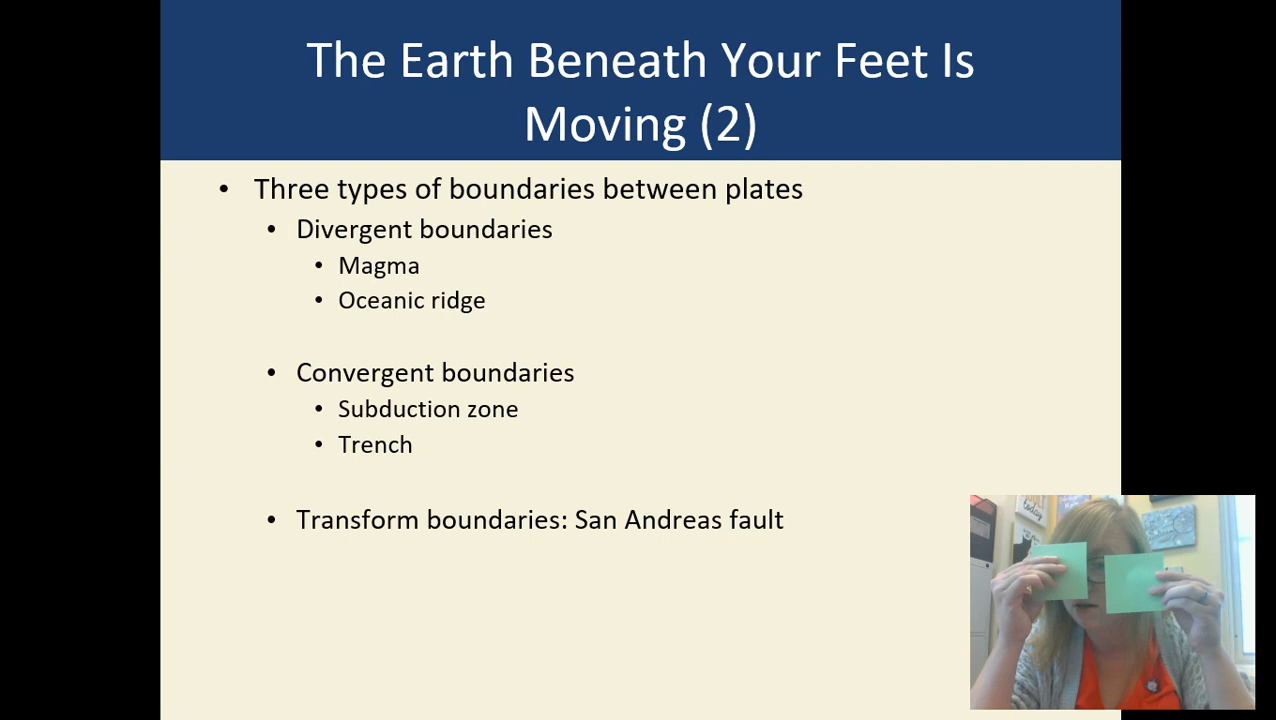 The Earth Beneath Your Feet Is
Moving (2)
• Three types of boundaries between plates
• Divergent boundaries
• Magma
• Oceanic ridge
• Convergent boundaries
• Subduction zone
• Trench
• Transform boundaries: San Andreas fault
today